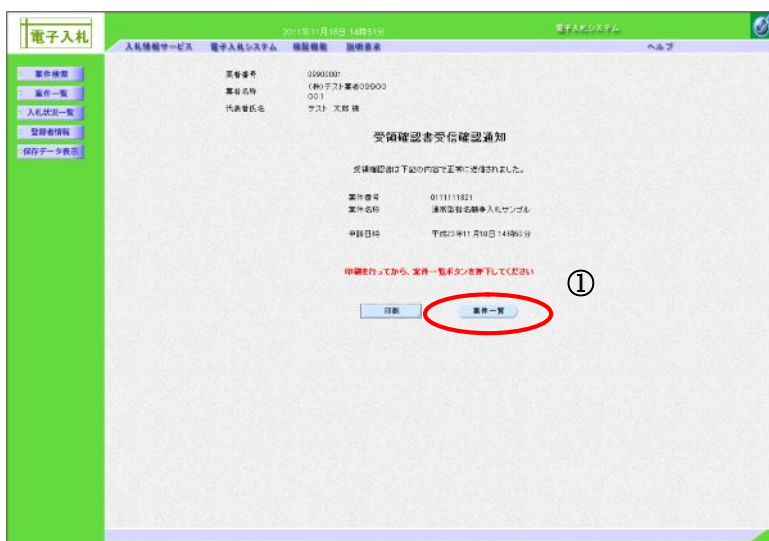 電子入札
2011年11月18日 14時51分
電子入札システム
入札情報サービス 電子入札システム 検証機能 説明要求 ヘルプ
案件検索
案件一覧
入札状況一覧
登録者情報
保存データ表示
業者番号 09900001
業者名称 (株)テスト業者09900
001
代表者氏名 テスト 太郎 様
受領確認書受信確認通知
受領確認書は下記の内容で正常に送信されました。
案件番号 0111111821
案件名称 通常型指名競争入札サンプル
申請日時 平成23年11月18日 14時50分
印刷を行ってから、案件一覧ボタンを押下してください
①
印刷 案件一覧